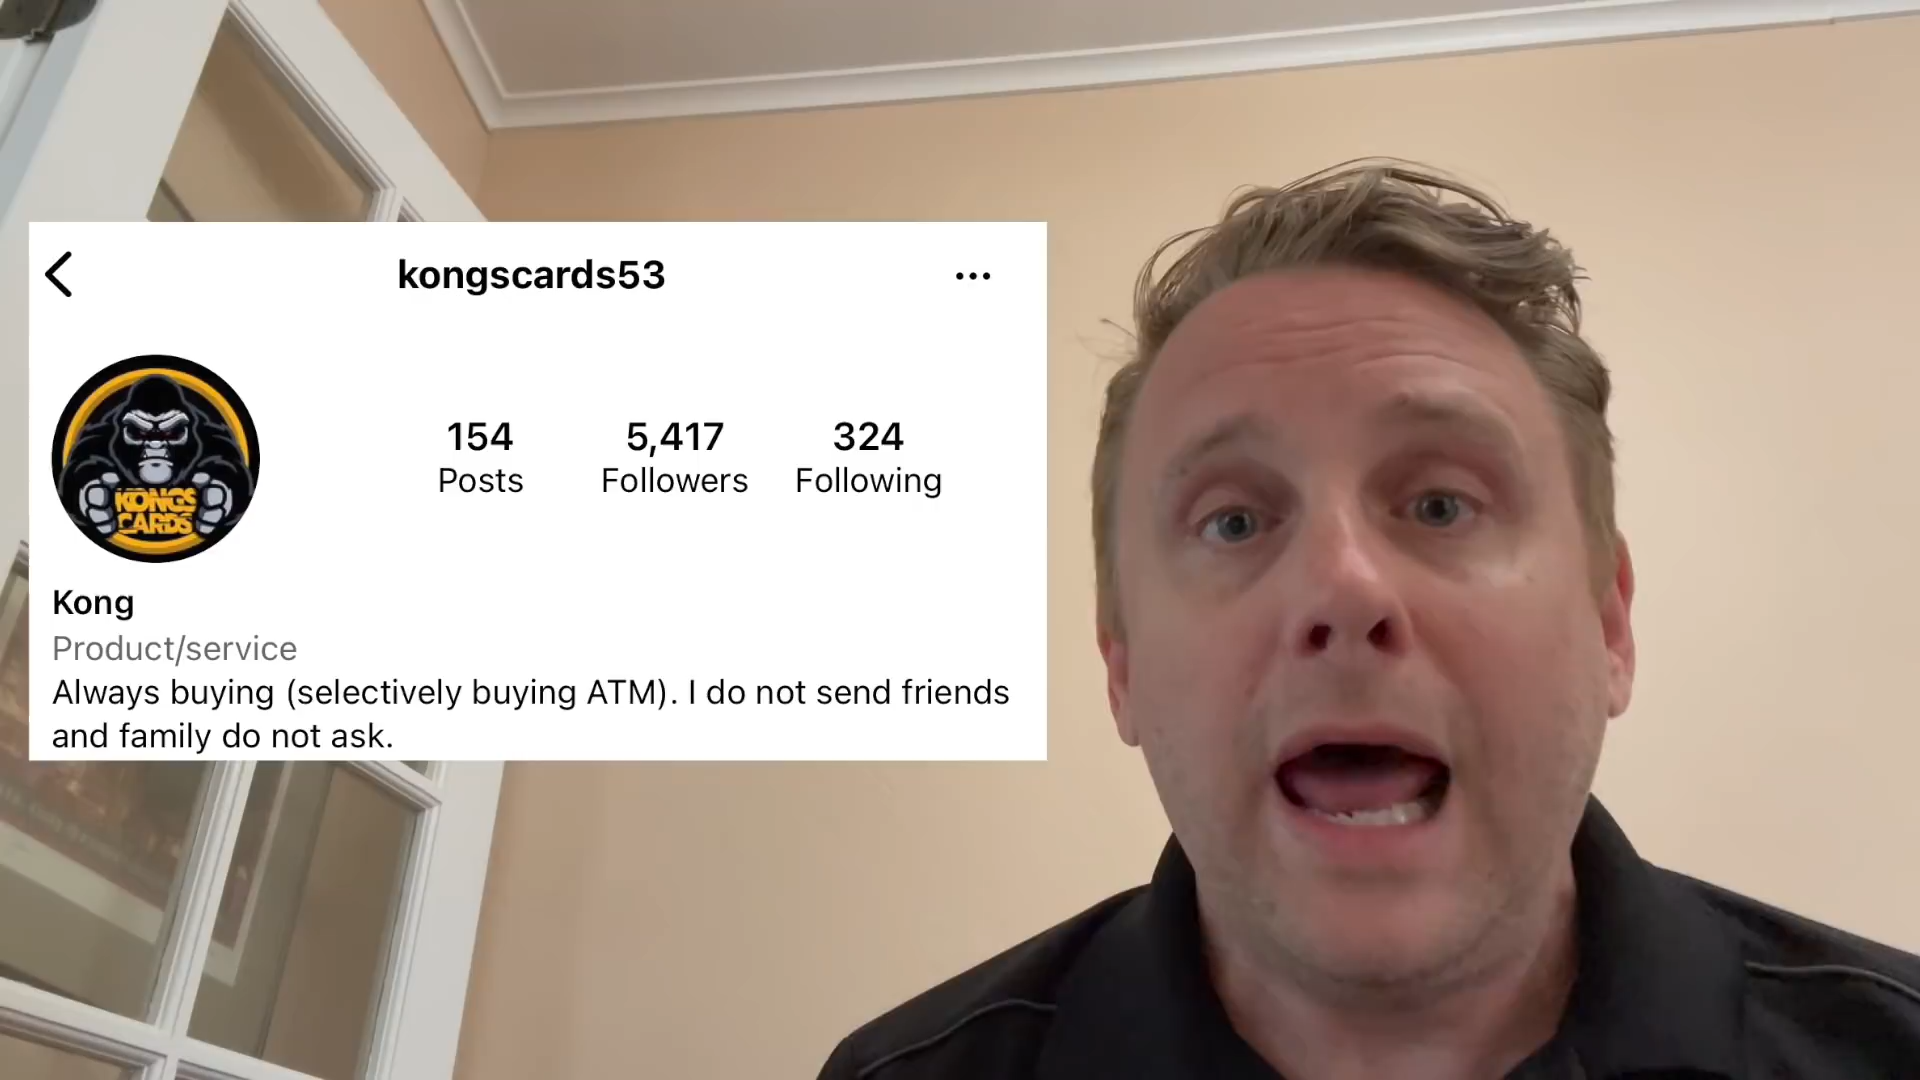 kongscards53
KONGS
CARDS
154
Posts
5,417
Followers
324
Following
Kong
Product/service
Always buying (selectively buying ATM). I do not send friends
and family do not ask.